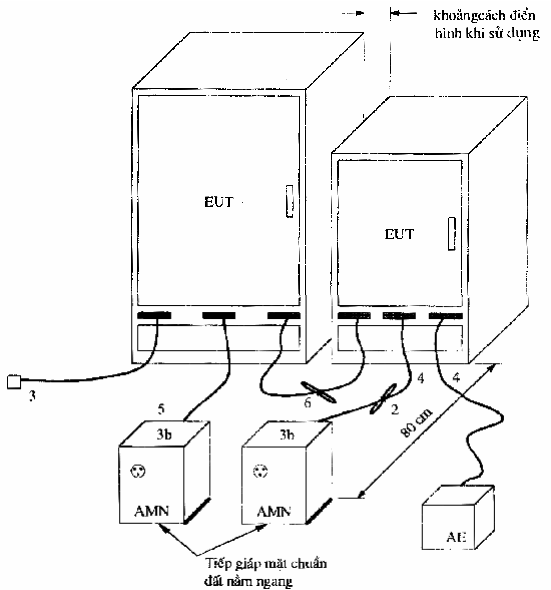 khoảngcách điển
hình khi sử dụng
EUT
EUT
3
5
6
2
4
4
80 cm
3b
3b
AMN
AMN
AE
Tiếp giáp mặt chuẩn
đất nằm ngang